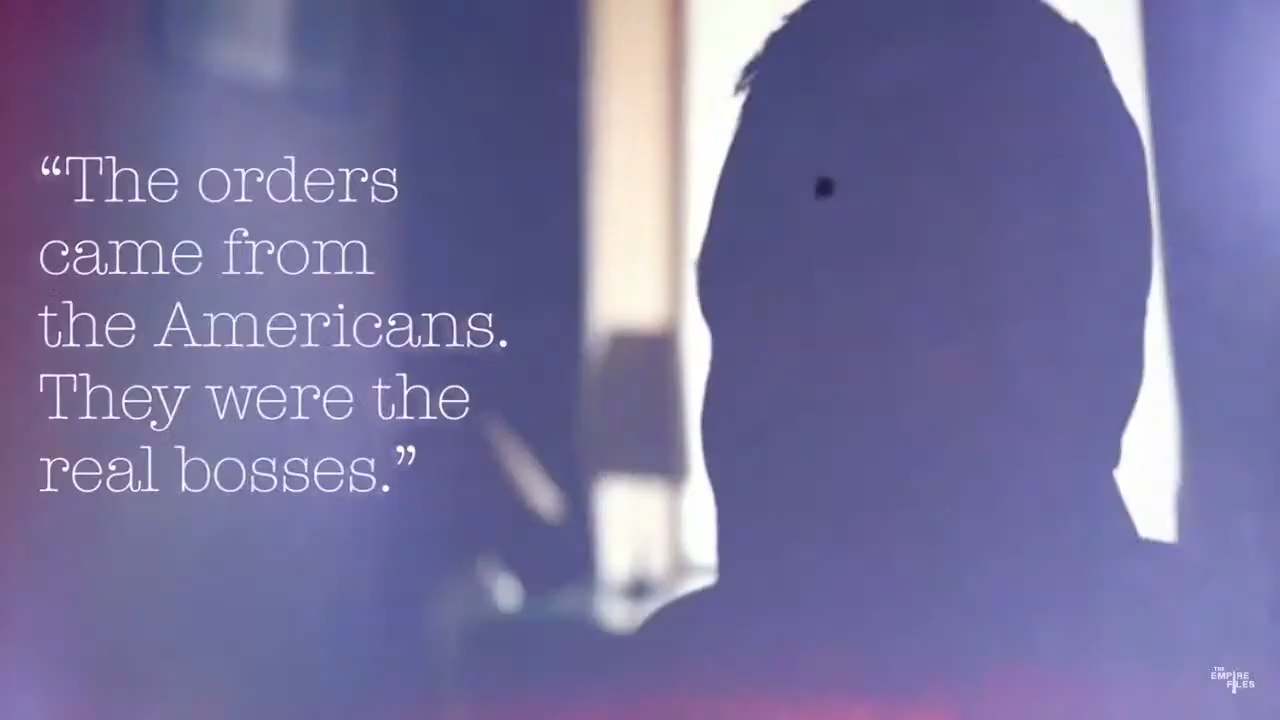 “The orders
came from
the Americans.
They were the
real bosses.”
THE
EMPIRE
FILES